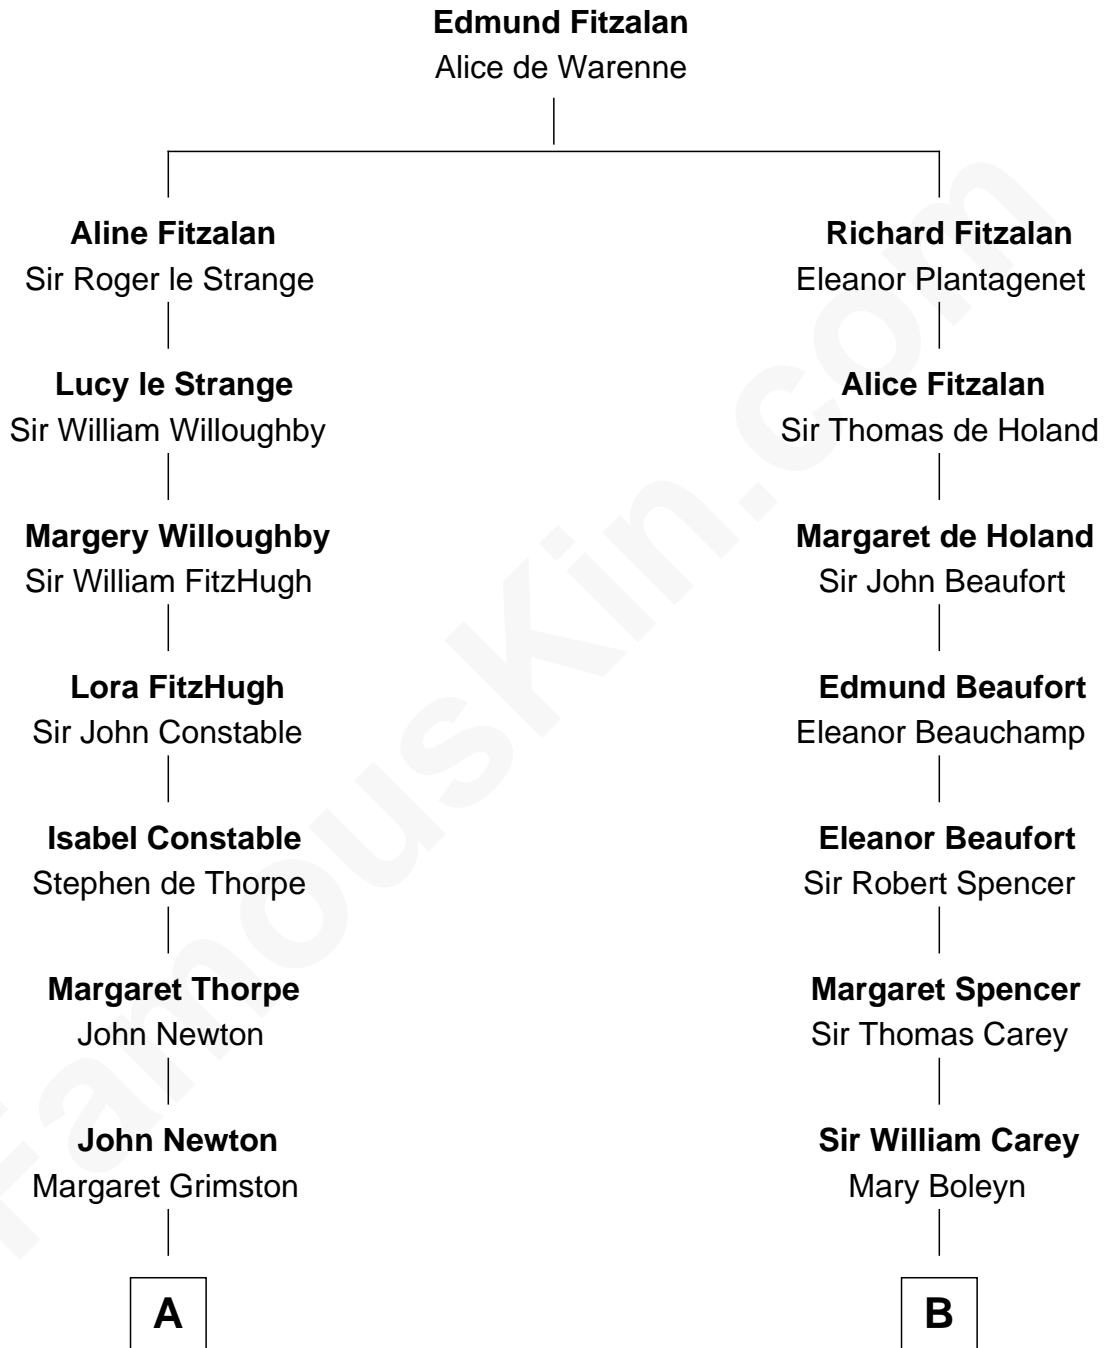 Edmund Fitzalan
Alice de Warenne
Aline Fitzalan
Sir Roger le Strange
Richard Fitzalan
Eleanor Plantagenet
Lucy le Strange
Sir William Willoughby
Alice Fitzalan
Sir Thomas de Holand
Margery Willoughby
Sir William FitzHugh
Margaret de Holand
Sir John Beaufort
Lora FitzHugh
Sir John Constable
Edmund Beaufort
Eleanor Beauchamp
Isabel Constable
Stephen de Thorpe
Eleanor Beaufort
Sir Robert Spencer
Margaret Thorpe
John Newton
Margaret Spencer
Sir Thomas Carey
John Newton
Margaret Grimston
Sir William Carey
Mary Boleyn
A
B
FamousKin.com